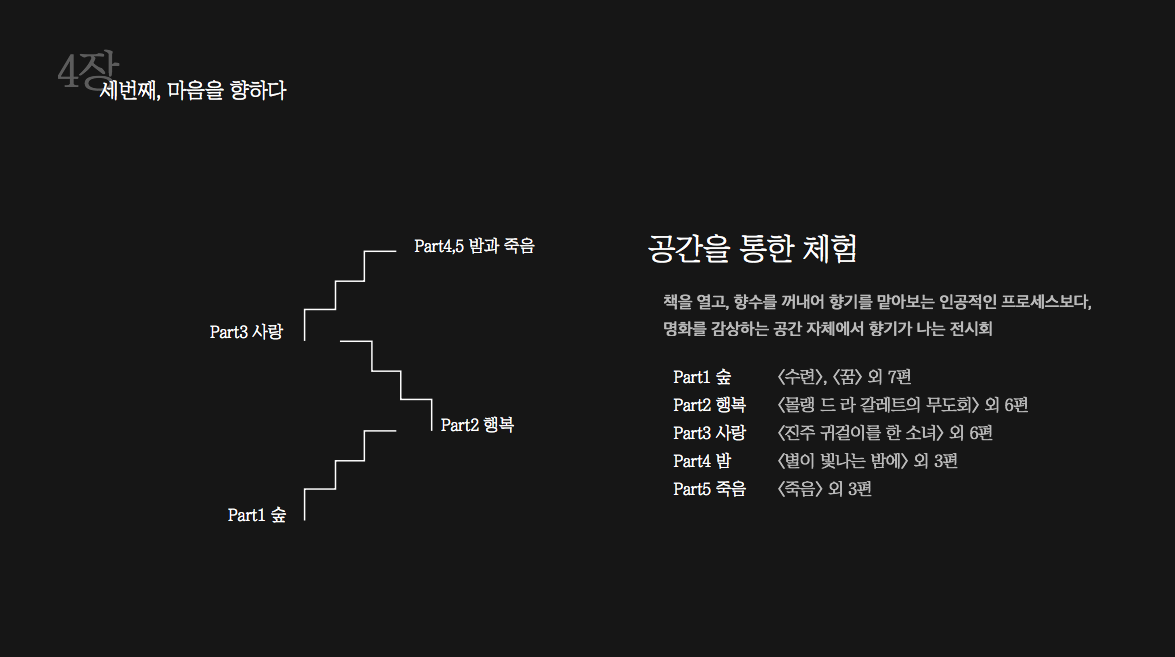 4장
세번째, 마음을 향하다
Part4,5 밤과 죽음
Part3 사랑
Part2 행복
Part1 숲
공간을 통한 체험
책을 열고, 향수를 꺼내어 향기를 맡아보는 인공적인 프로세스보다,
명화를 감상하는 공간 자체에서 향기가 나는 전시회
Part1 숲 〈수련〉, 〈꿈〉 외 7편
Part2 행복 〈몰랭 드 라 갈레트의 무도회〉 외 6편
Part3 사랑 〈진주 귀걸이를 한 소녀〉 외 6편
Part4 밤 〈별이 빛나는 밤에〉 외 3편
Part5 죽음 〈죽음〉 외 3편